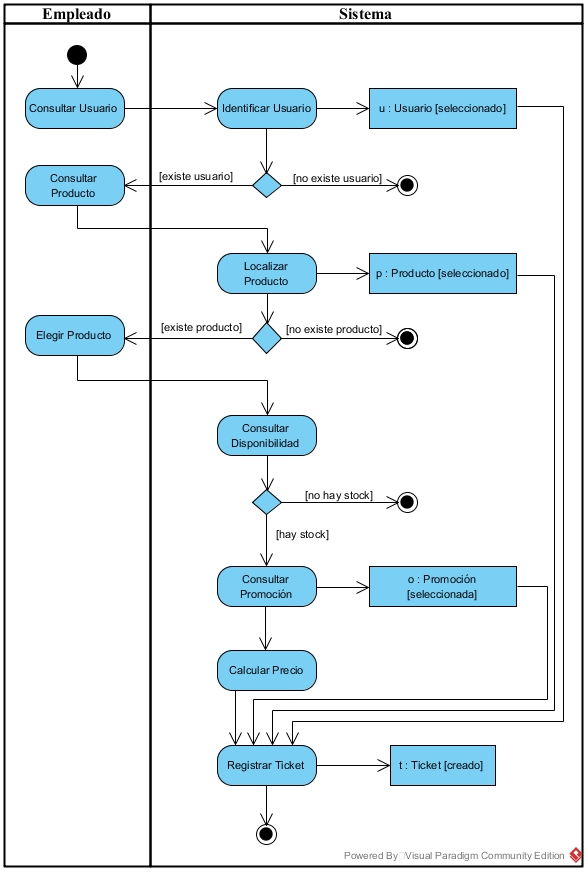 Empleado
Sistema
Consultar Usuario
Identificar Usuario
u : Usuario [seleccionado]
[existe usuario]
[no existe usuario]
Consultar
Producto
Localizar
Producto
p : Producto [seleccionado]
[existe producto]
[no existe producto]
Elegir Producto
Consultar
Disponibilidad
[no hay stock]
[hay stock]
Consultar
Promoción
o : Promoción
[seleccionada]
Calcular Precio
Registrar Ticket
t : Ticket [creado]
Powered By Visual Paradigm Community Edition